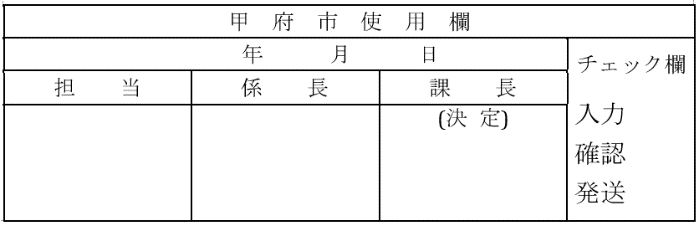 甲府市使用欄
年 月 日
チェック欄
担当 係長 課長
(決定)
入力
確認
発送